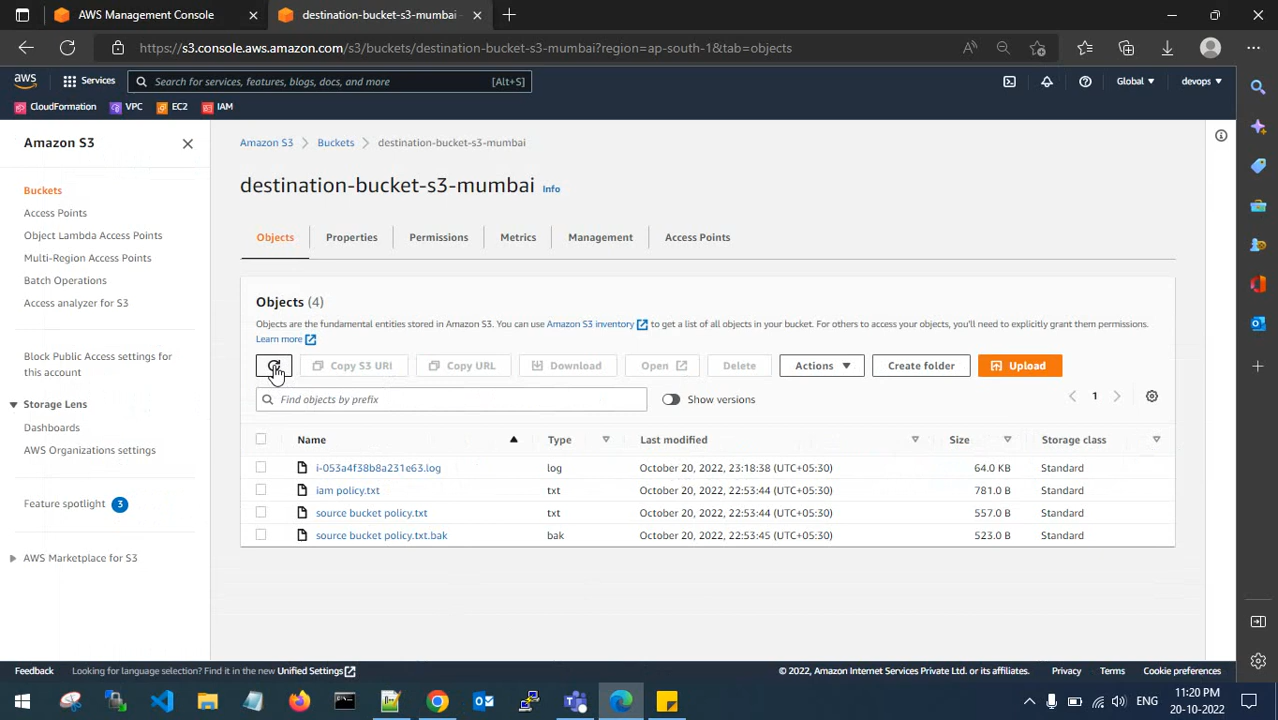 AWS Management Console
destination-bucket-s3-mumbai
https://s3.console.aws.amazon.com/s3/buckets/destination-bucket-s3-mumbai?region=ap-south-1&tab=objects
aws
Services
Search for services, features, blogs, docs, and more
[Alt+S]
Global
devops
CloudFormation
VPC
EC2
IAM
Amazon S3
Buckets
Access Points
Object Lambda Access Points
Multi-Region Access Points
Batch Operations
Access analyzer for S3
Block Public Access settings for
this account
Storage Lens
Dashboards
AWS Organizations settings
Feature spotlight 3
AWS Marketplace for S3
Amazon S3 > Buckets > destination-bucket-s3-mumbai
destination-bucket-s3-mumbai Info
Objects
Properties
Permissions
Metrics
Management
Access Points
Objects (4)
Objects are the fundamental entities stored in Amazon S3. You can use Amazon S3 inventory to get a list of all objects in your bucket. For others to access your objects, you'll need to explicitly grant them permissions.
Learn more
Copy S3 URI
Copy URL
Download
Open
Delete
Actions
Create folder
Upload
Find objects by prefix
Show versions
1
Name Type Last modified Size Storage class
i-053a4f38b8a231e63.log log October 20, 2022, 23:18:38 (UTC+05:30) 64.0 KB Standard
iam policy.txt txt October 20, 2022, 22:53:44 (UTC+05:30) 781.0 B Standard
source bucket policy.txt txt October 20, 2022, 22:53:44 (UTC+05:30) 557.0 B Standard
source bucket policy.txt.bak bak October 20, 2022, 22:53:45 (UTC+05:30) 523.0 B Standard
Feedback
Looking for language selection? Find it in the new Unified Settings
© 2022, Amazon Internet Services Private Ltd. or its affiliates.
Privacy
Terms
Cookie preferences
ENG
11:20 PM
20-10-2022